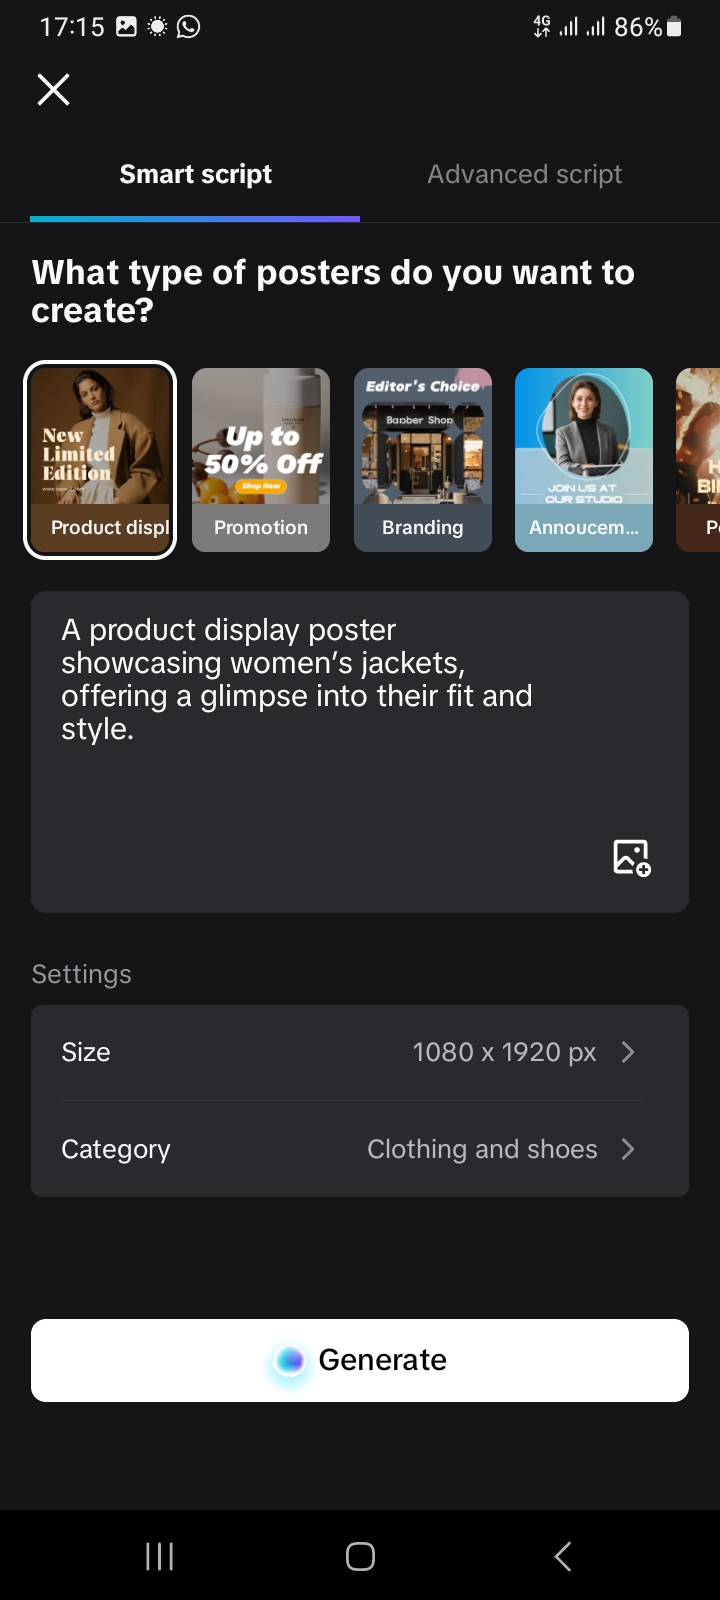 17:15
4G
86%
Smart script
Advanced script
What type of posters do you want to
create?
New
Limited
Edition
Product displ
Up to
50% Off
Shop Now
Promotion
Editor's Choice
Barber Shop
Branding
JOIN US AT
OUR STUDIO
Annoucem...
H
BI
Po
A product display poster
showcasing women’s jackets,
offering a glimpse into their fit and
style.
Settings
Size
1080 x 1920 px
Category
Clothing and shoes
Generate